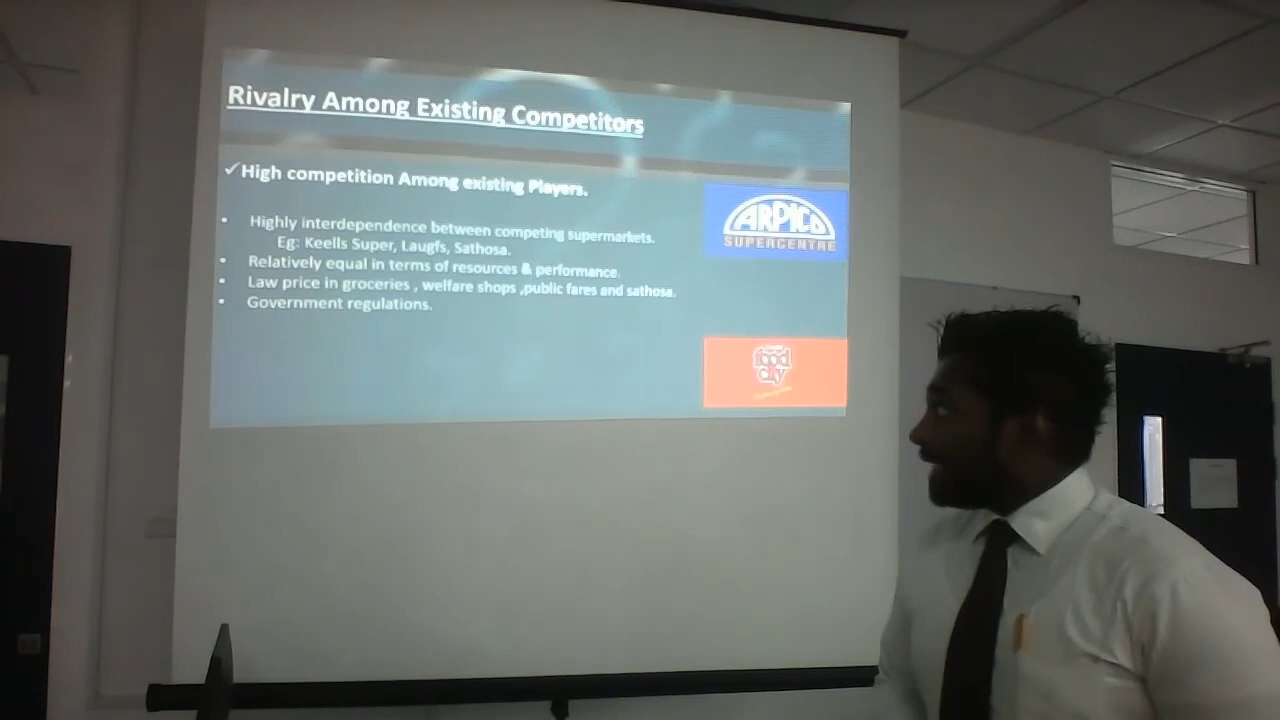 Rivalry Among Existing Competitors
✓High competition Among existing Players.
• Highly interdependence between competing supermarkets.
Eg: Keells Super, Laugfs, Sathosa.
• Relatively equal in terms of resources & performance.
• Law price in groceries , welfare shops ,public fares and sathosa.
• Government regulations.
ARPICO
SUPERCENTRE
food
city